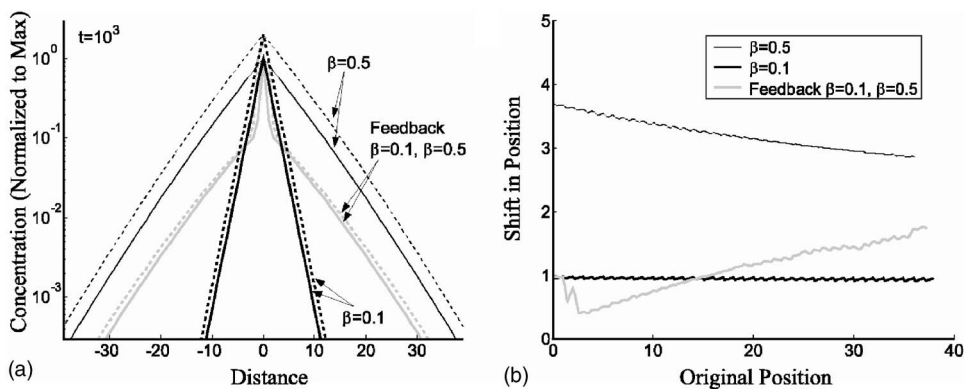 t=10³
β=0.5
Feedback
β=0.1, β=0.5
β=0.1
Concentration (Normalized to Max)
10⁰
10⁻¹
10⁻²
10⁻³
-30 -20 -10 0 10 20 30
Distance
(a)
β=0.5
β=0.1
Feedback β=0.1, β=0.5
Shift in Position
5
4
3
2
1
0
0 10 20 30 40
Original Position
(b)